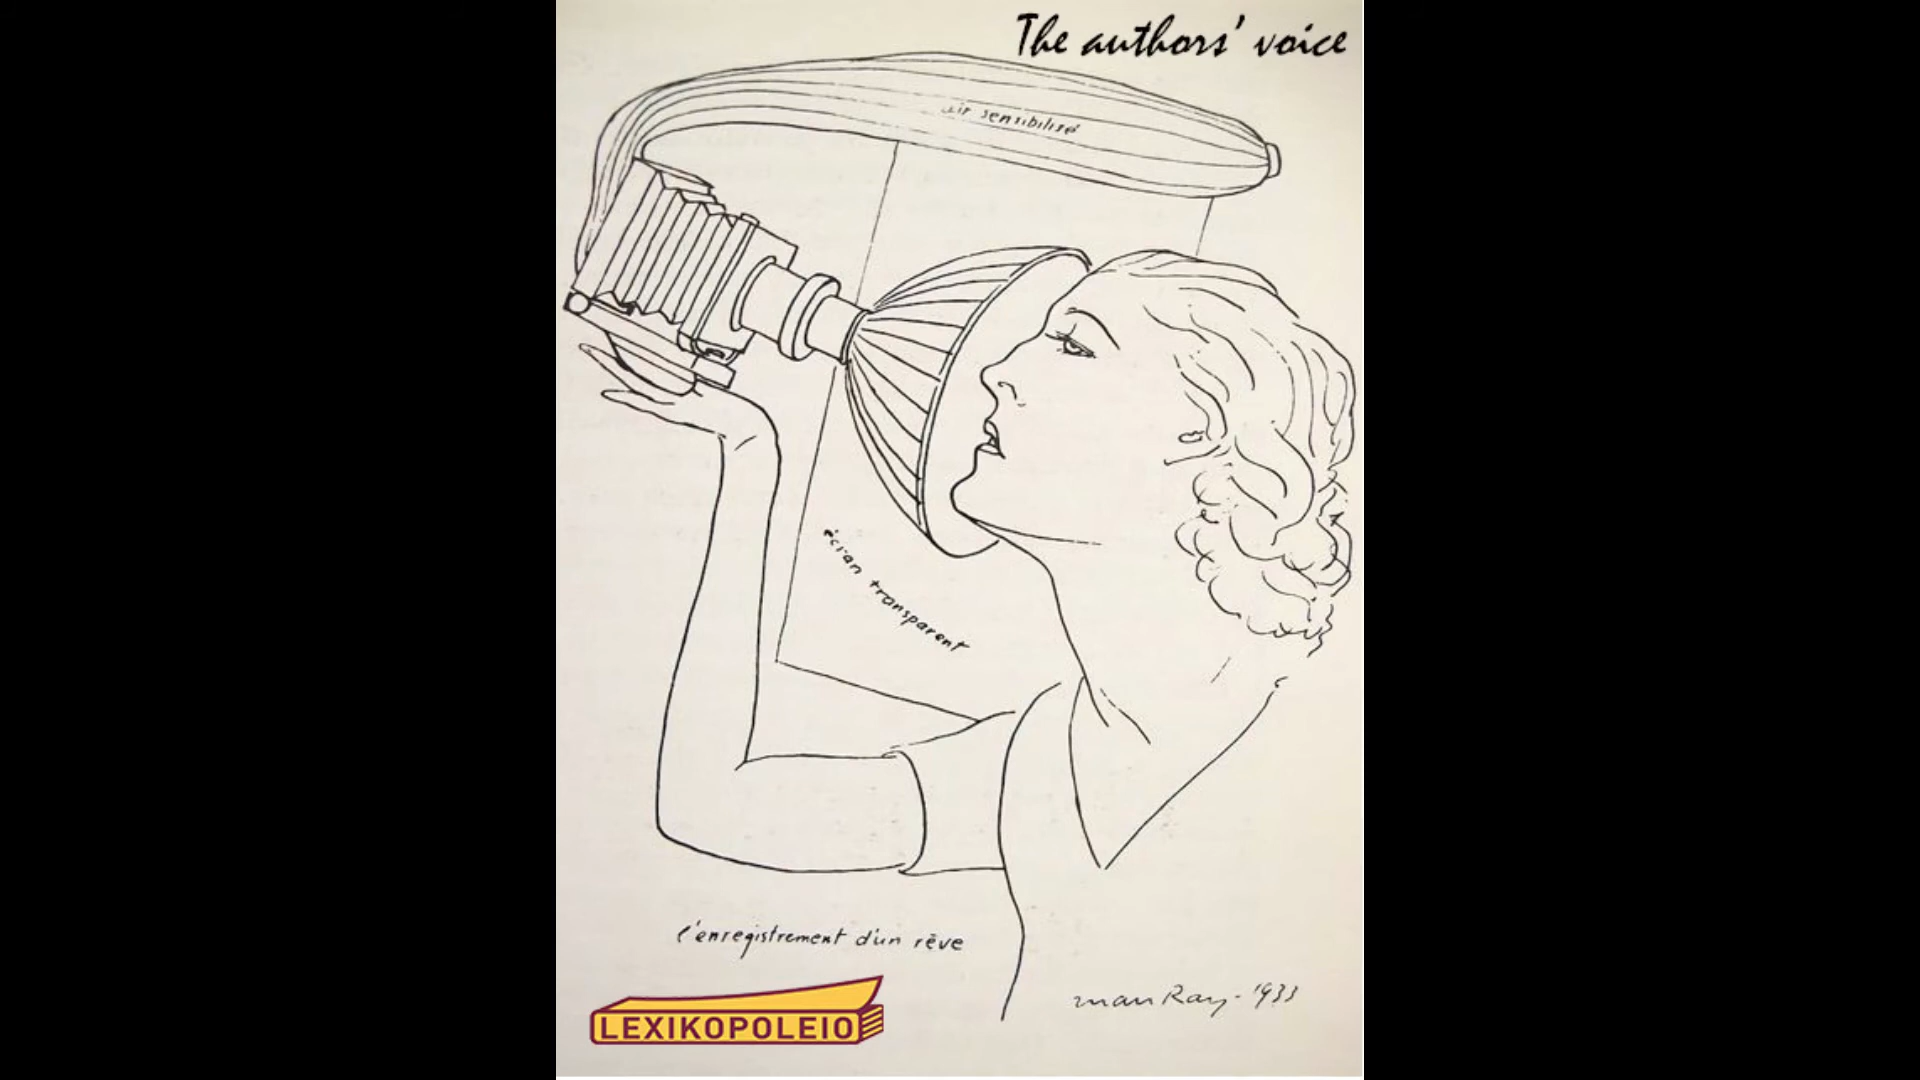 The authors' voice
air sensibilisé
écran transparent
l'enregistrement d'un rêve
man Ray - 1933
LEXIKOPOLEIO